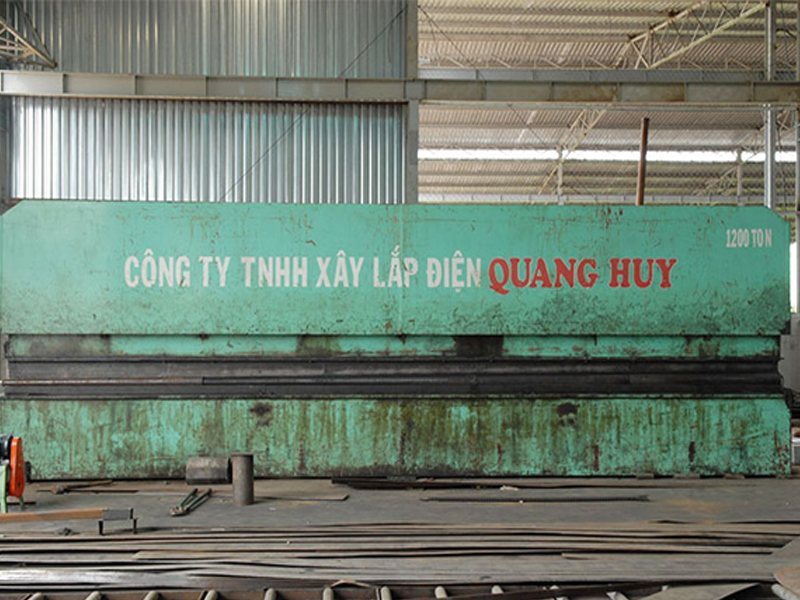 CÔNG TY TNHH XÂY LẮP ĐIỆN QUANG HUY
1200 TON